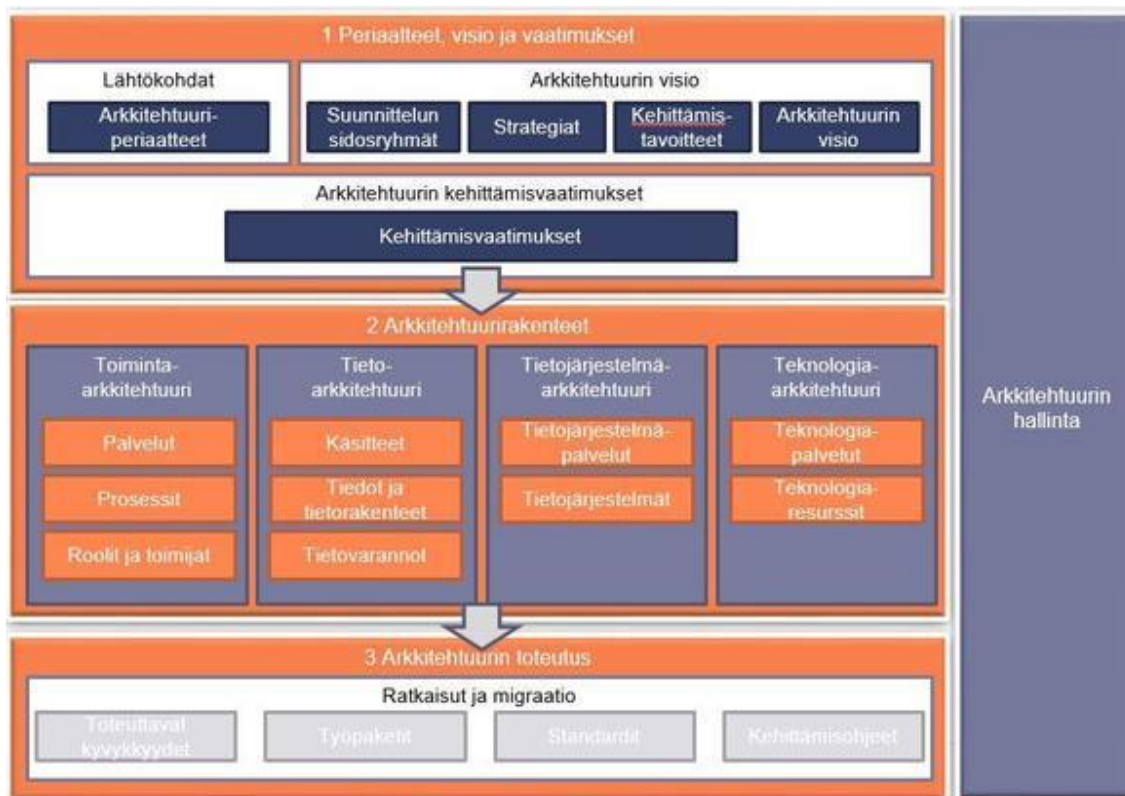 1 Periaatteet, visio ja vaatimukset
Lähtökohdat
Arkkitehtuuri-
periaatteet
Arkkitehtuurin visio
Suunnittelun
sidosryhmät
Strategiat
Kehittämis-
tavoitteet
Arkkitehtuurin
visio
Arkkitehtuurin kehittämisvaatimukset
Kehittämisvaatimukset
2 Arkkitehtuurirakenteet
Toiminta-
arkkitehtuuri
Palvelut
Prosessit
Roolit ja toimijat
Tieto-
arkkitehtuuri
Käsitteet
Tiedot ja
tietorakenteet
Tietovarannot
Tietojärjestelmä-
arkkitehtuuri
Tietojärjestelmä-
palvelut
Tietojärjestelmät
Teknologia-
arkkitehtuuri
Teknologia-
palvelut
Teknologia-
resurssit
3 Arkkitehtuurin toteutus
Ratkaisut ja migraatio
Toteuttavat
kyvykkyydet
Työpaketit
Standardit
Kehittämisohjeet
Arkkitehtuurin
hallinta